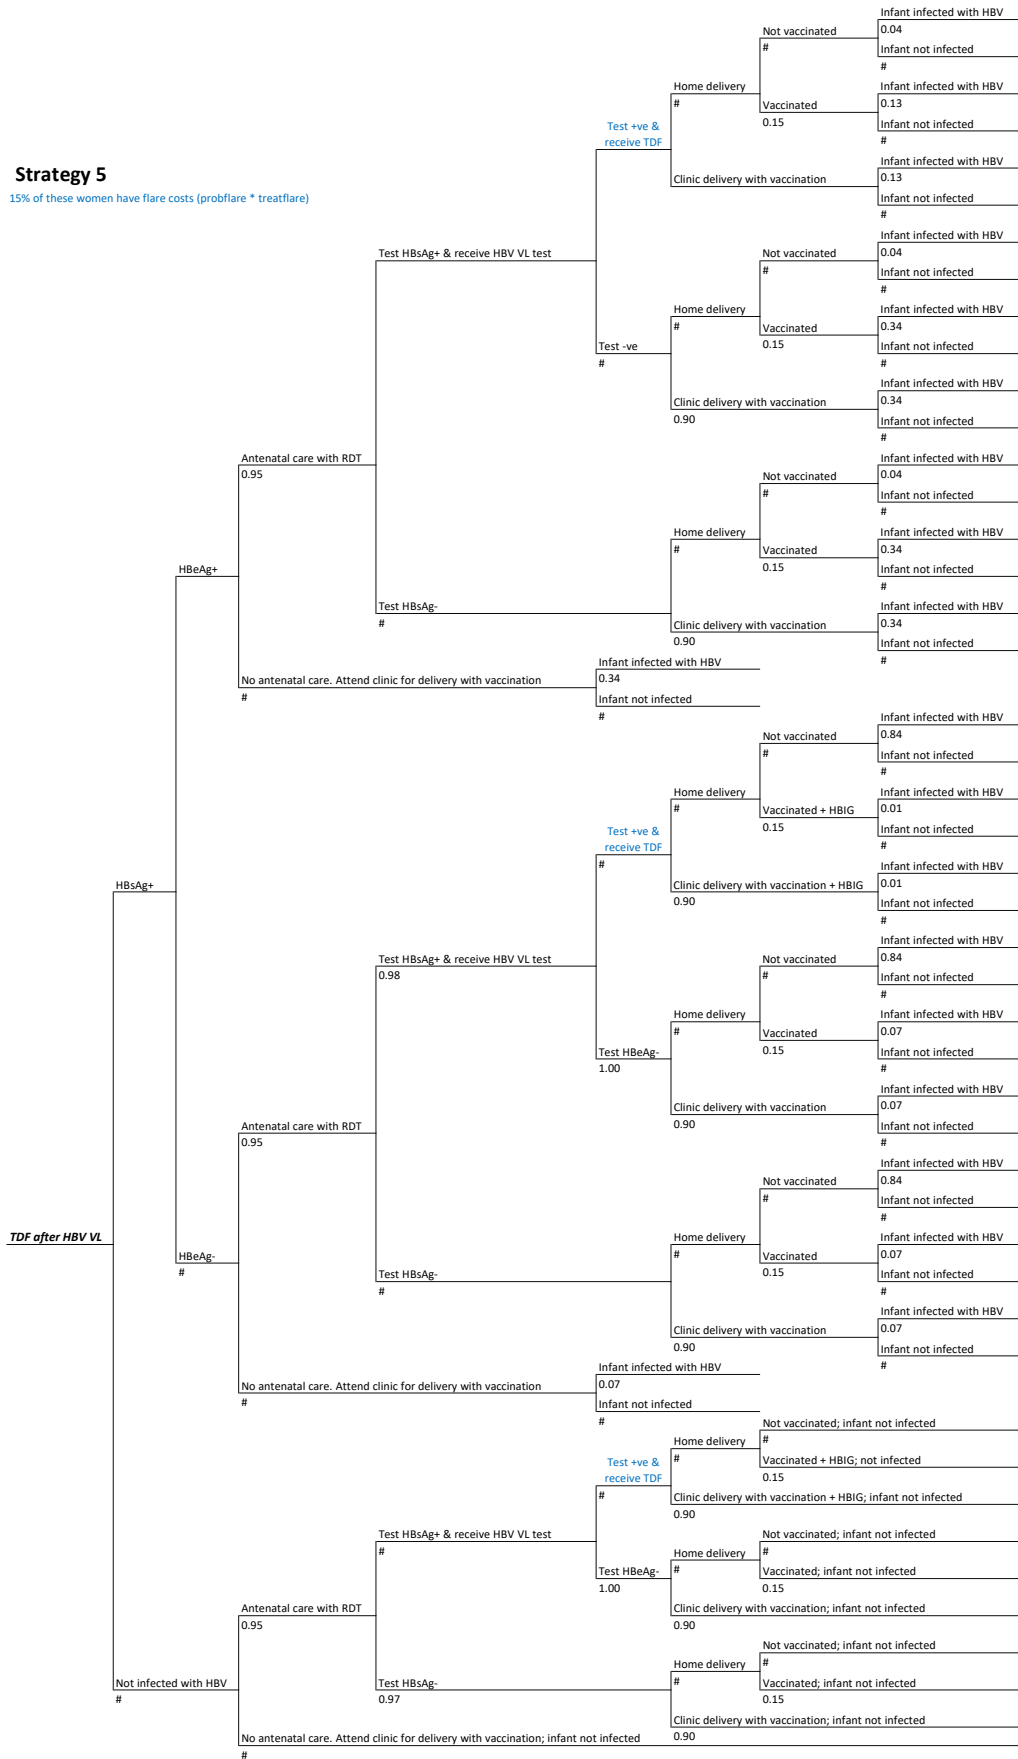 Infant infected with HBV
0.04
Not vaccinated
#
Infant not infected
#
Home delivery
#
Infant infected with HBV
0.13
Vaccinated
0.15
Infant not infected
#
Test +ve &
receive TDF
Strategy 5
15% of these women have flare costs (probflare * treatflare)
Infant infected with HBV
0.13
Clinic delivery with vaccination
Infant not infected
#
Test HBsAg+ & receive HBV VL test
Infant infected with HBV
0.04
Not vaccinated
#
Infant not infected
#
Home delivery
#
Infant infected with HBV
0.34
Vaccinated
0.15
Infant not infected
#
Test -ve
#
Infant infected with HBV
0.34
Clinic delivery with vaccination
0.90
Infant not infected
#
Antenatal care with RDT
0.95
Infant infected with HBV
0.04
Not vaccinated
#
Infant not infected
#
Home delivery
#
Infant infected with HBV
0.34
Vaccinated
0.15
Infant not infected
#
HBeAg+
Test HBsAg-
#
Infant infected with HBV
0.34
Clinic delivery with vaccination
0.90
Infant not infected
#
No antenatal care. Attend clinic for delivery with vaccination
#
Infant infected with HBV
0.34
Infant not infected
#
Infant infected with HBV
0.84
Not vaccinated
#
Infant not infected
#
Home delivery
#
Infant infected with HBV
0.01
Vaccinated + HBIG
0.15
Infant not infected
#
Test +ve &
receive TDF
#
Infant infected with HBV
0.01
Clinic delivery with vaccination + HBIG
0.90
Infant not infected
#
HBsAg+
Test HBsAg+ & receive HBV VL test
0.98
Infant infected with HBV
0.84
Not vaccinated
#
Infant not infected
#
Home delivery
#
Infant infected with HBV
0.07
Vaccinated
0.15
Infant not infected
#
Test HBeAg-
1.00
Infant infected with HBV
0.07
Clinic delivery with vaccination
0.90
Infant not infected
#
Antenatal care with RDT
0.95
Infant infected with HBV
0.84
Not vaccinated
#
Infant not infected
#
TDF after HBV VL
Home delivery
#
Infant infected with HBV
0.07
Vaccinated
0.15
Infant not infected
#
HBeAg-
#
Test HBsAg-
#
Infant infected with HBV
0.07
Clinic delivery with vaccination
0.90
Infant not infected
#
No antenatal care. Attend clinic for delivery with vaccination
#
Infant infected with HBV
0.07
Infant not infected
#
Not vaccinated; infant not infected
#
Home delivery
#
Vaccinated + HBIG; not infected
0.15
Test +ve &
receive TDF
#
Clinic delivery with vaccination + HBIG; infant not infected
0.90
Test HBsAg+ & receive HBV VL test
#
Not vaccinated; infant not infected
#
Home delivery
#
Vaccinated; infant not infected
0.15
Test HBeAg-
1.00
Clinic delivery with vaccination; infant not infected
0.90
Antenatal care with RDT
0.95
Not vaccinated; infant not infected
#
Home delivery
#
Vaccinated; infant not infected
0.15
Test HBsAg-
0.97
Clinic delivery with vaccination; infant not infected
0.90
Not infected with HBV
#
No antenatal care. Attend clinic for delivery with vaccination; infant not infected
#